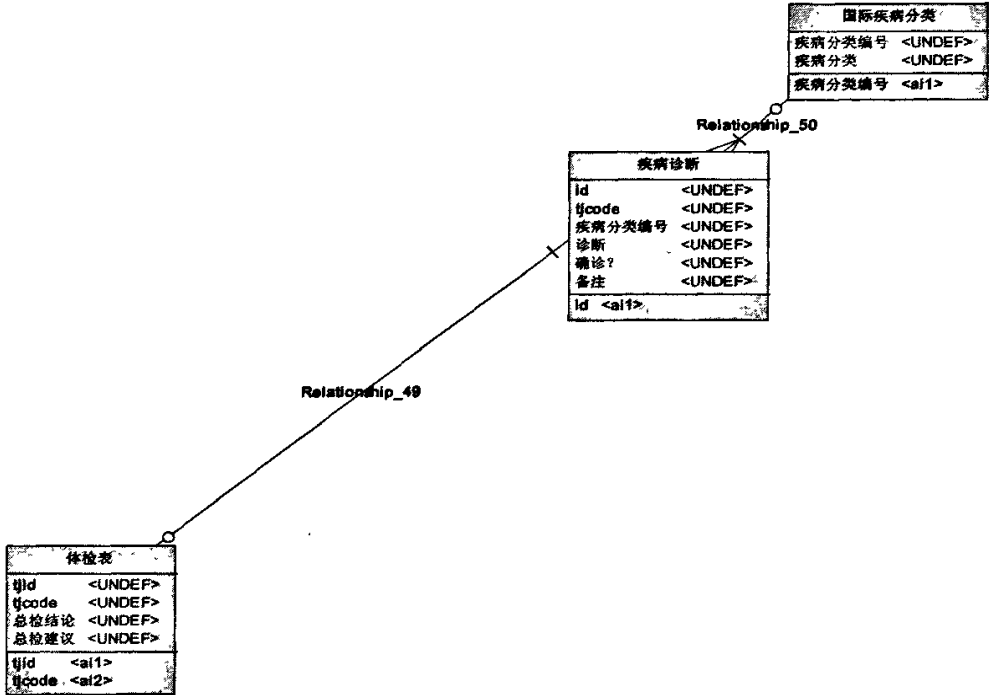 国际疾病分类
疾病分类编号 <UNDEF>
疾病分类 <UNDEF>
疾病分类编号 <ai1>
Relationship_50
疾病诊断
id <UNDEF>
tjcode <UNDEF>
疾病分类编号 <UNDEF>
诊断 <UNDEF>
确诊? <UNDEF>
备注 <UNDEF>
id <ai1>
Relationship_49
体检表
tjid <UNDEF>
tjcode <UNDEF>
总检结论 <UNDEF>
总检建议 <UNDEF>
tjid <ai1>
tjcode <ai2>